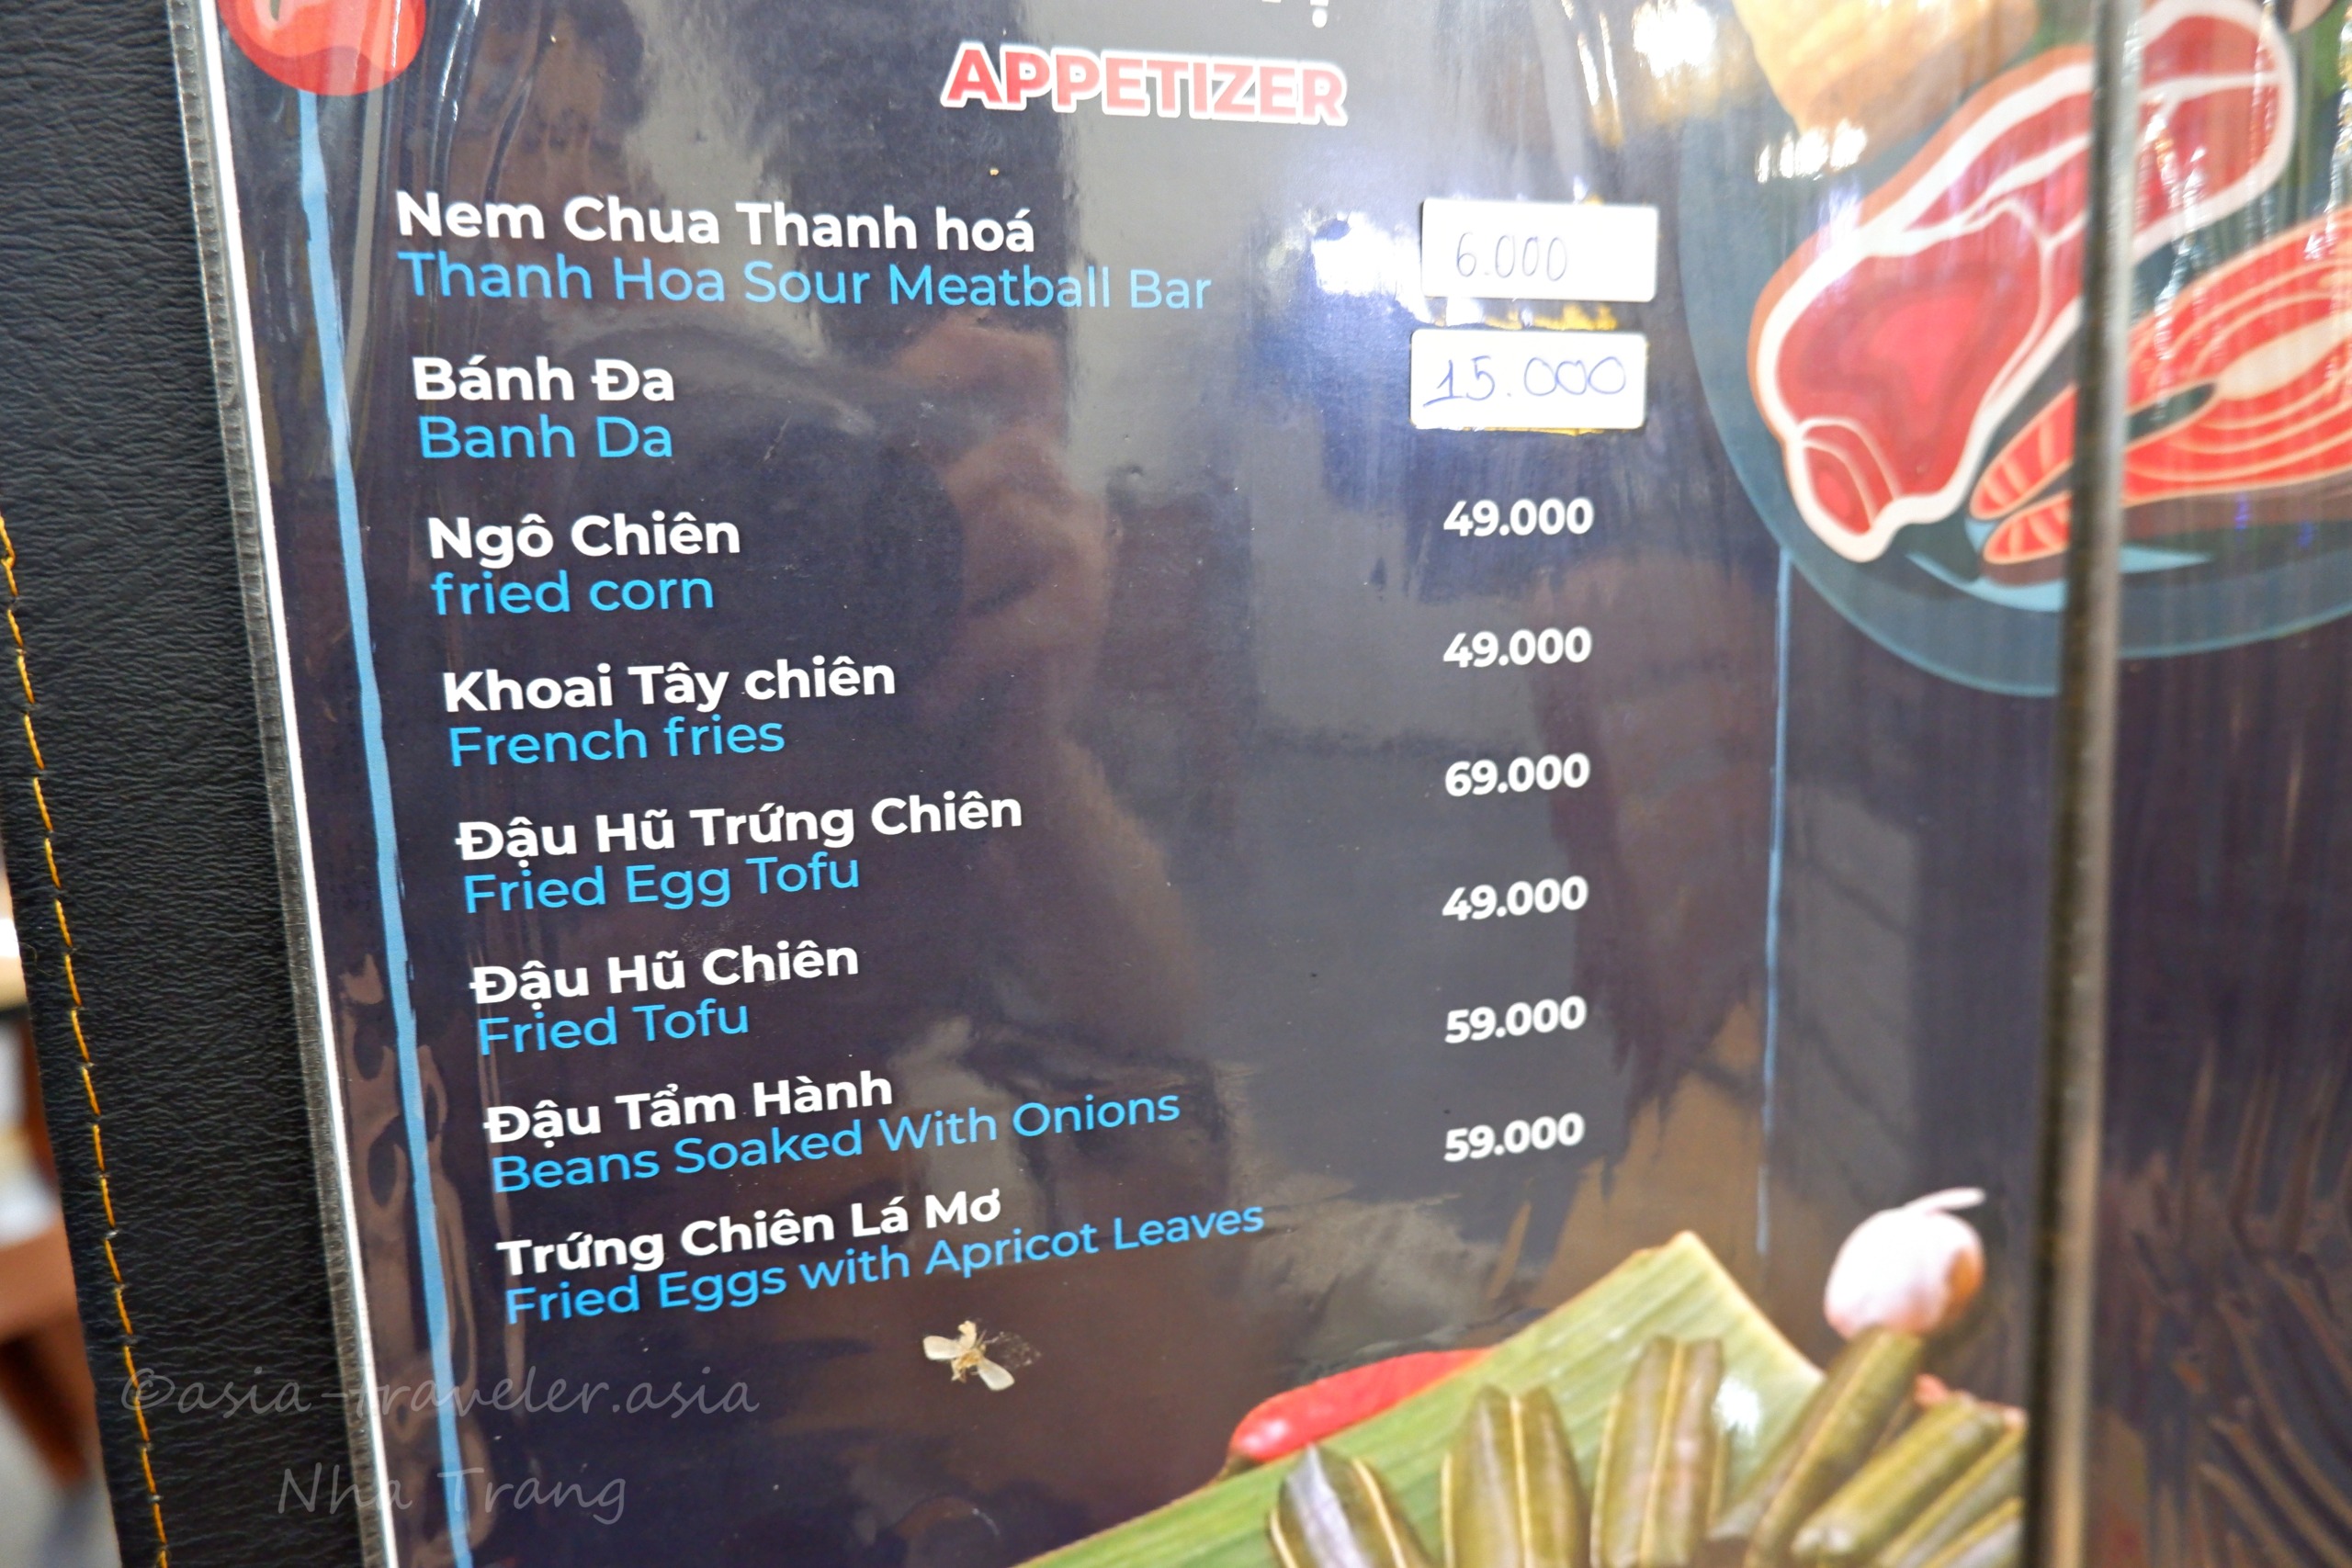 APPETIZER
Nem Chua Thanh hoá
Thanh Hoa Sour Meatball Bar
6.000
Bánh Đa
Banh Da
15.000
Ngô Chiên
fried corn
49.000
Khoai Tây chiên
French fries
49.000
Đậu Hũ Trứng Chiên
Fried Egg Tofu
69.000
Đậu Hũ Chiên
Fried Tofu
49.000
Đậu Tẩm Hành
Beans Soaked With Onions
59.000
Trứng Chiên Lá Mơ
Fried Eggs with Apricot Leaves
59.000
©asia-traveler.asia
Nha Trang